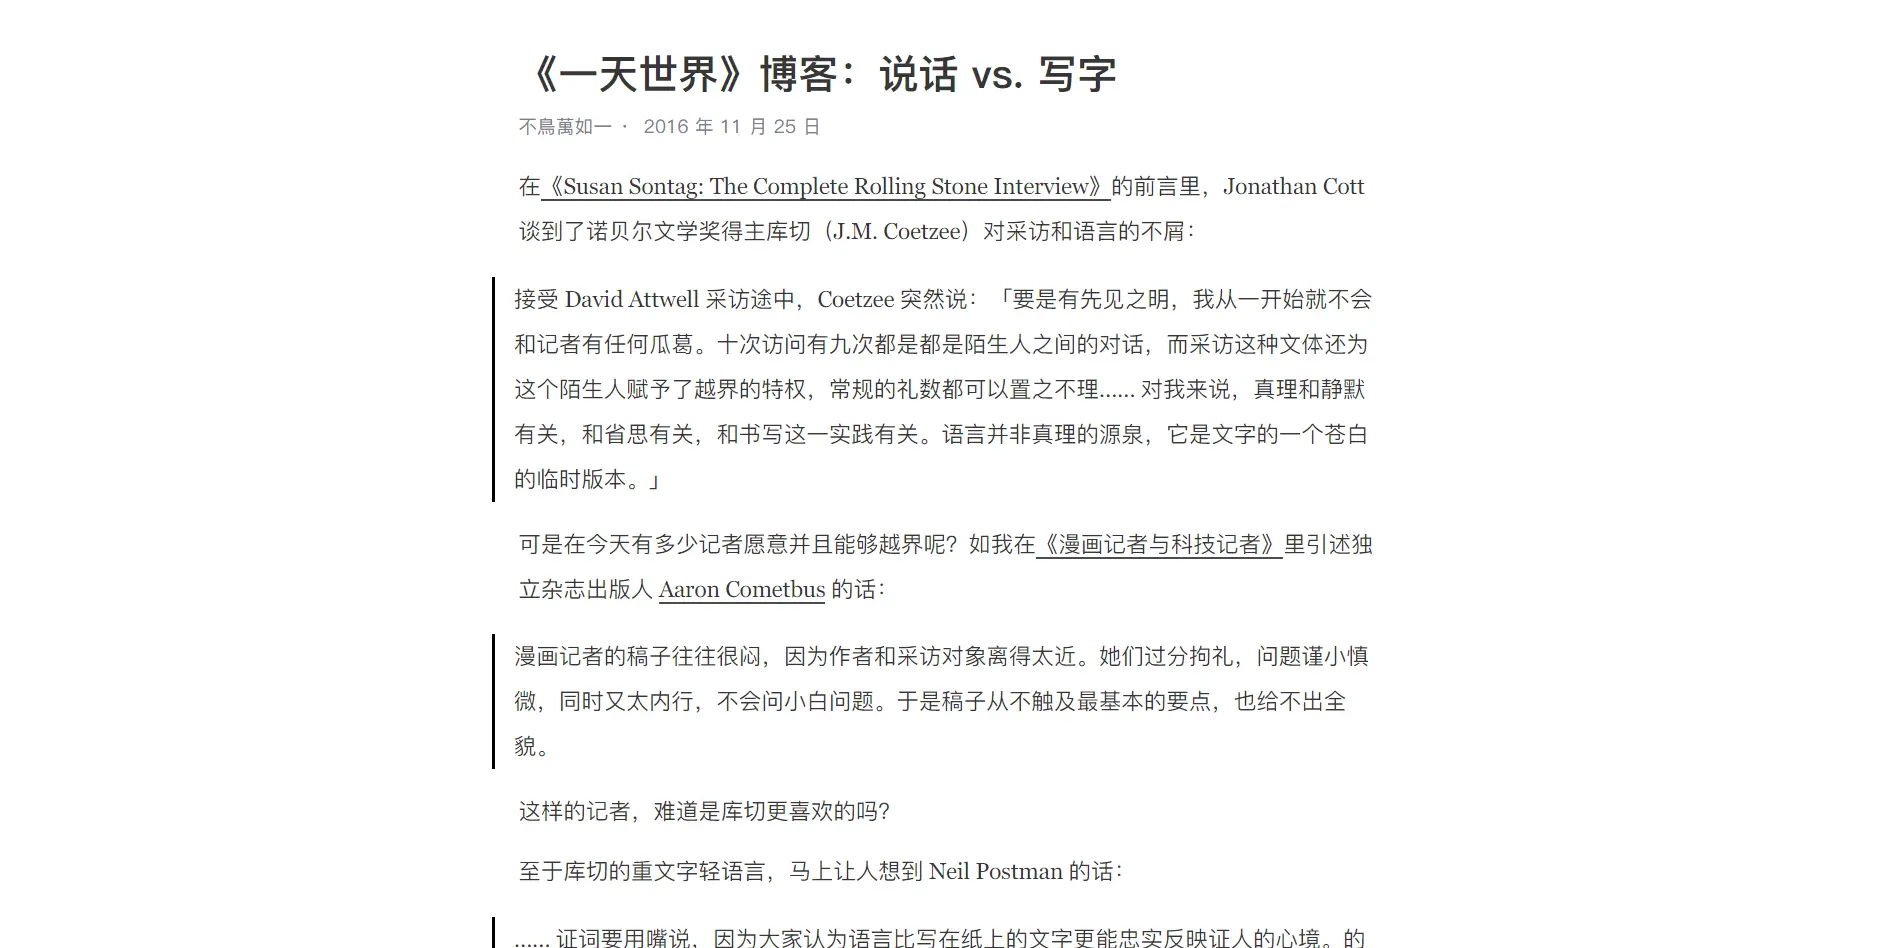 《一天世界》博客：说话 vs. 写字
不鳥萬如一 · 2016 年 11 月 25 日
在《Susan Sontag: The Complete Rolling Stone Interview》的前言里，Jonathan Cott
谈到了诺贝尔文学奖得主库切（J.M. Coetzee）对采访和语言的不屑：
接受 David Attwell 采访途中，Coetzee 突然说：「要是有先见之明，我从一开始就不会
和记者有任何瓜葛。十次访问有九次都是都是陌生人之间的对话，而采访这种文体还为
这个陌生人赋予了越界的特权，常规的礼数都可以置之不理…… 对我来说，真理和静默
有关，和省思有关，和书写这一实践有关。语言并非真理的源泉，它是文字的一个苍白
的临时版本。」
可是在今天有多少记者愿意并且能够越界呢？如我在《漫画记者与科技记者》里引述独
立杂志出版人 Aaron Cometbus 的话：
漫画记者的稿子往往很闷，因为作者和采访对象离得太近。她们过分拘礼，问题谨小慎
微，同时又太内行，不会问小白问题。于是稿子从不触及最基本的要点，也给不出全
貌。
这样的记者，难道是库切更喜欢的吗？
至于库切的重文字轻语言，马上让人想到 Neil Postman 的话：
…… 证词要用嘴说，因为大家认为语言比写在纸上的文字更能忠实反映证人的心境。的